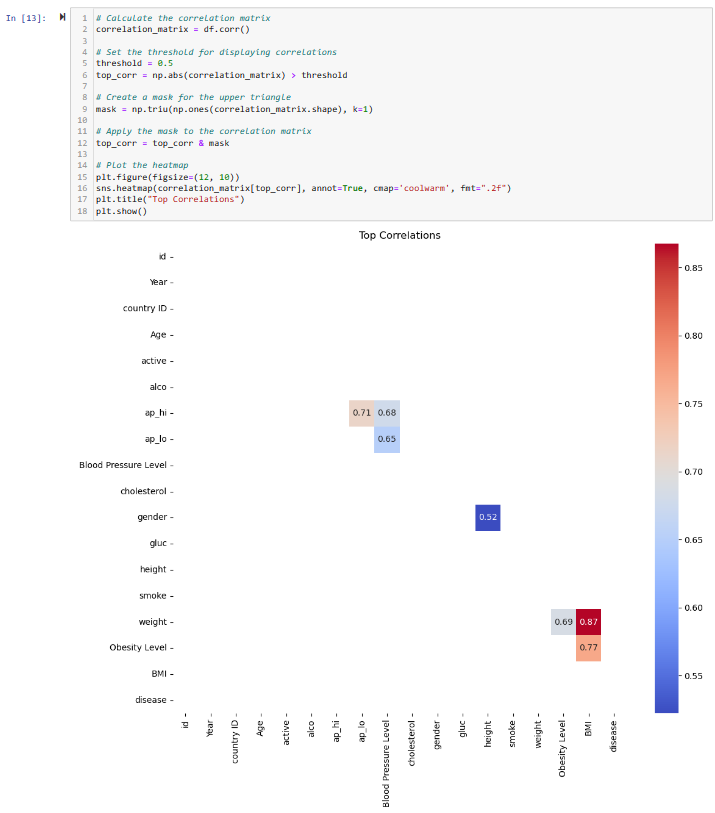 In [13]:
1 # Calculate the correlation matrix
2 correlation_matrix = df.corr()
3
4 # Set the threshold for displaying correlations
5 threshold = 0.5
6 top_corr = np.abs(correlation_matrix) > threshold
7
8 # Create a mask for the upper triangle
9 mask = np.triu(np.ones(correlation_matrix.shape), k=1)
10
11 # Apply the mask to the correlation matrix
12 top_corr = top_corr & mask
13
14 # Plot the heatmap
15 plt.figure(figsize=(12, 10))
16 sns.heatmap(correlation_matrix[top_corr], annot=True, cmap='coolwarm', fmt=".2f")
17 plt.title("Top Correlations")
18 plt.show()
Top Correlations
id
Year
country ID
Age
active
alco
ap_hi 0.71 0.68
ap_lo 0.65
Blood Pressure Level
cholesterol
gender 0.52
gluc
height
smoke
weight 0.69 0.87
Obesity Level 0.77
BMI
disease
id
Year
country ID
Age
active
alco
ap_hi
ap_lo
Blood Pressure Level
cholesterol
gender
gluc
height
smoke
weight
Obesity Level
BMI
disease
0.85
0.80
0.75
0.70
0.65
0.60
0.55